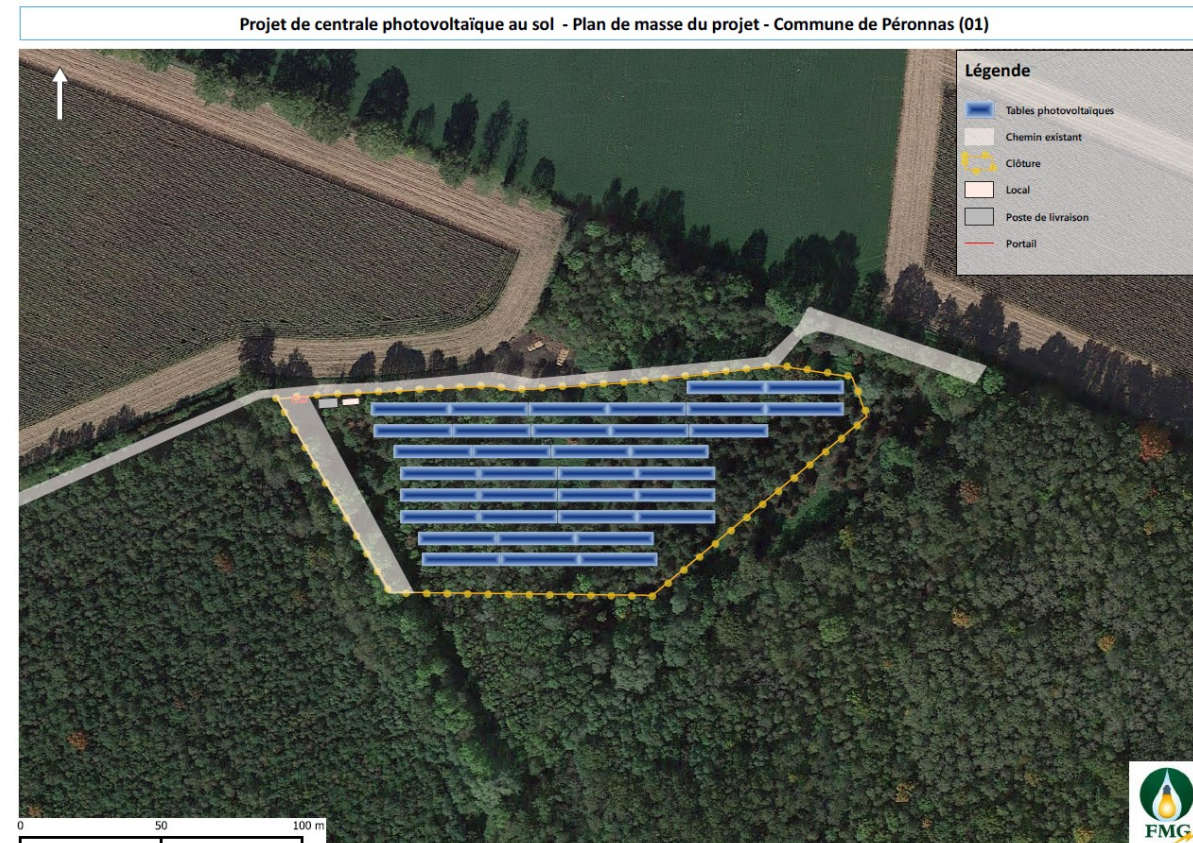 Projet de centrale photovoltaïque au sol - Plan de masse du projet - Commune de Péronnas (01)
Légende
Tables photovoltaïques
Chemin existant
Clôture
Local
Poste de livraison
Portail
0 50 100 m
FMG